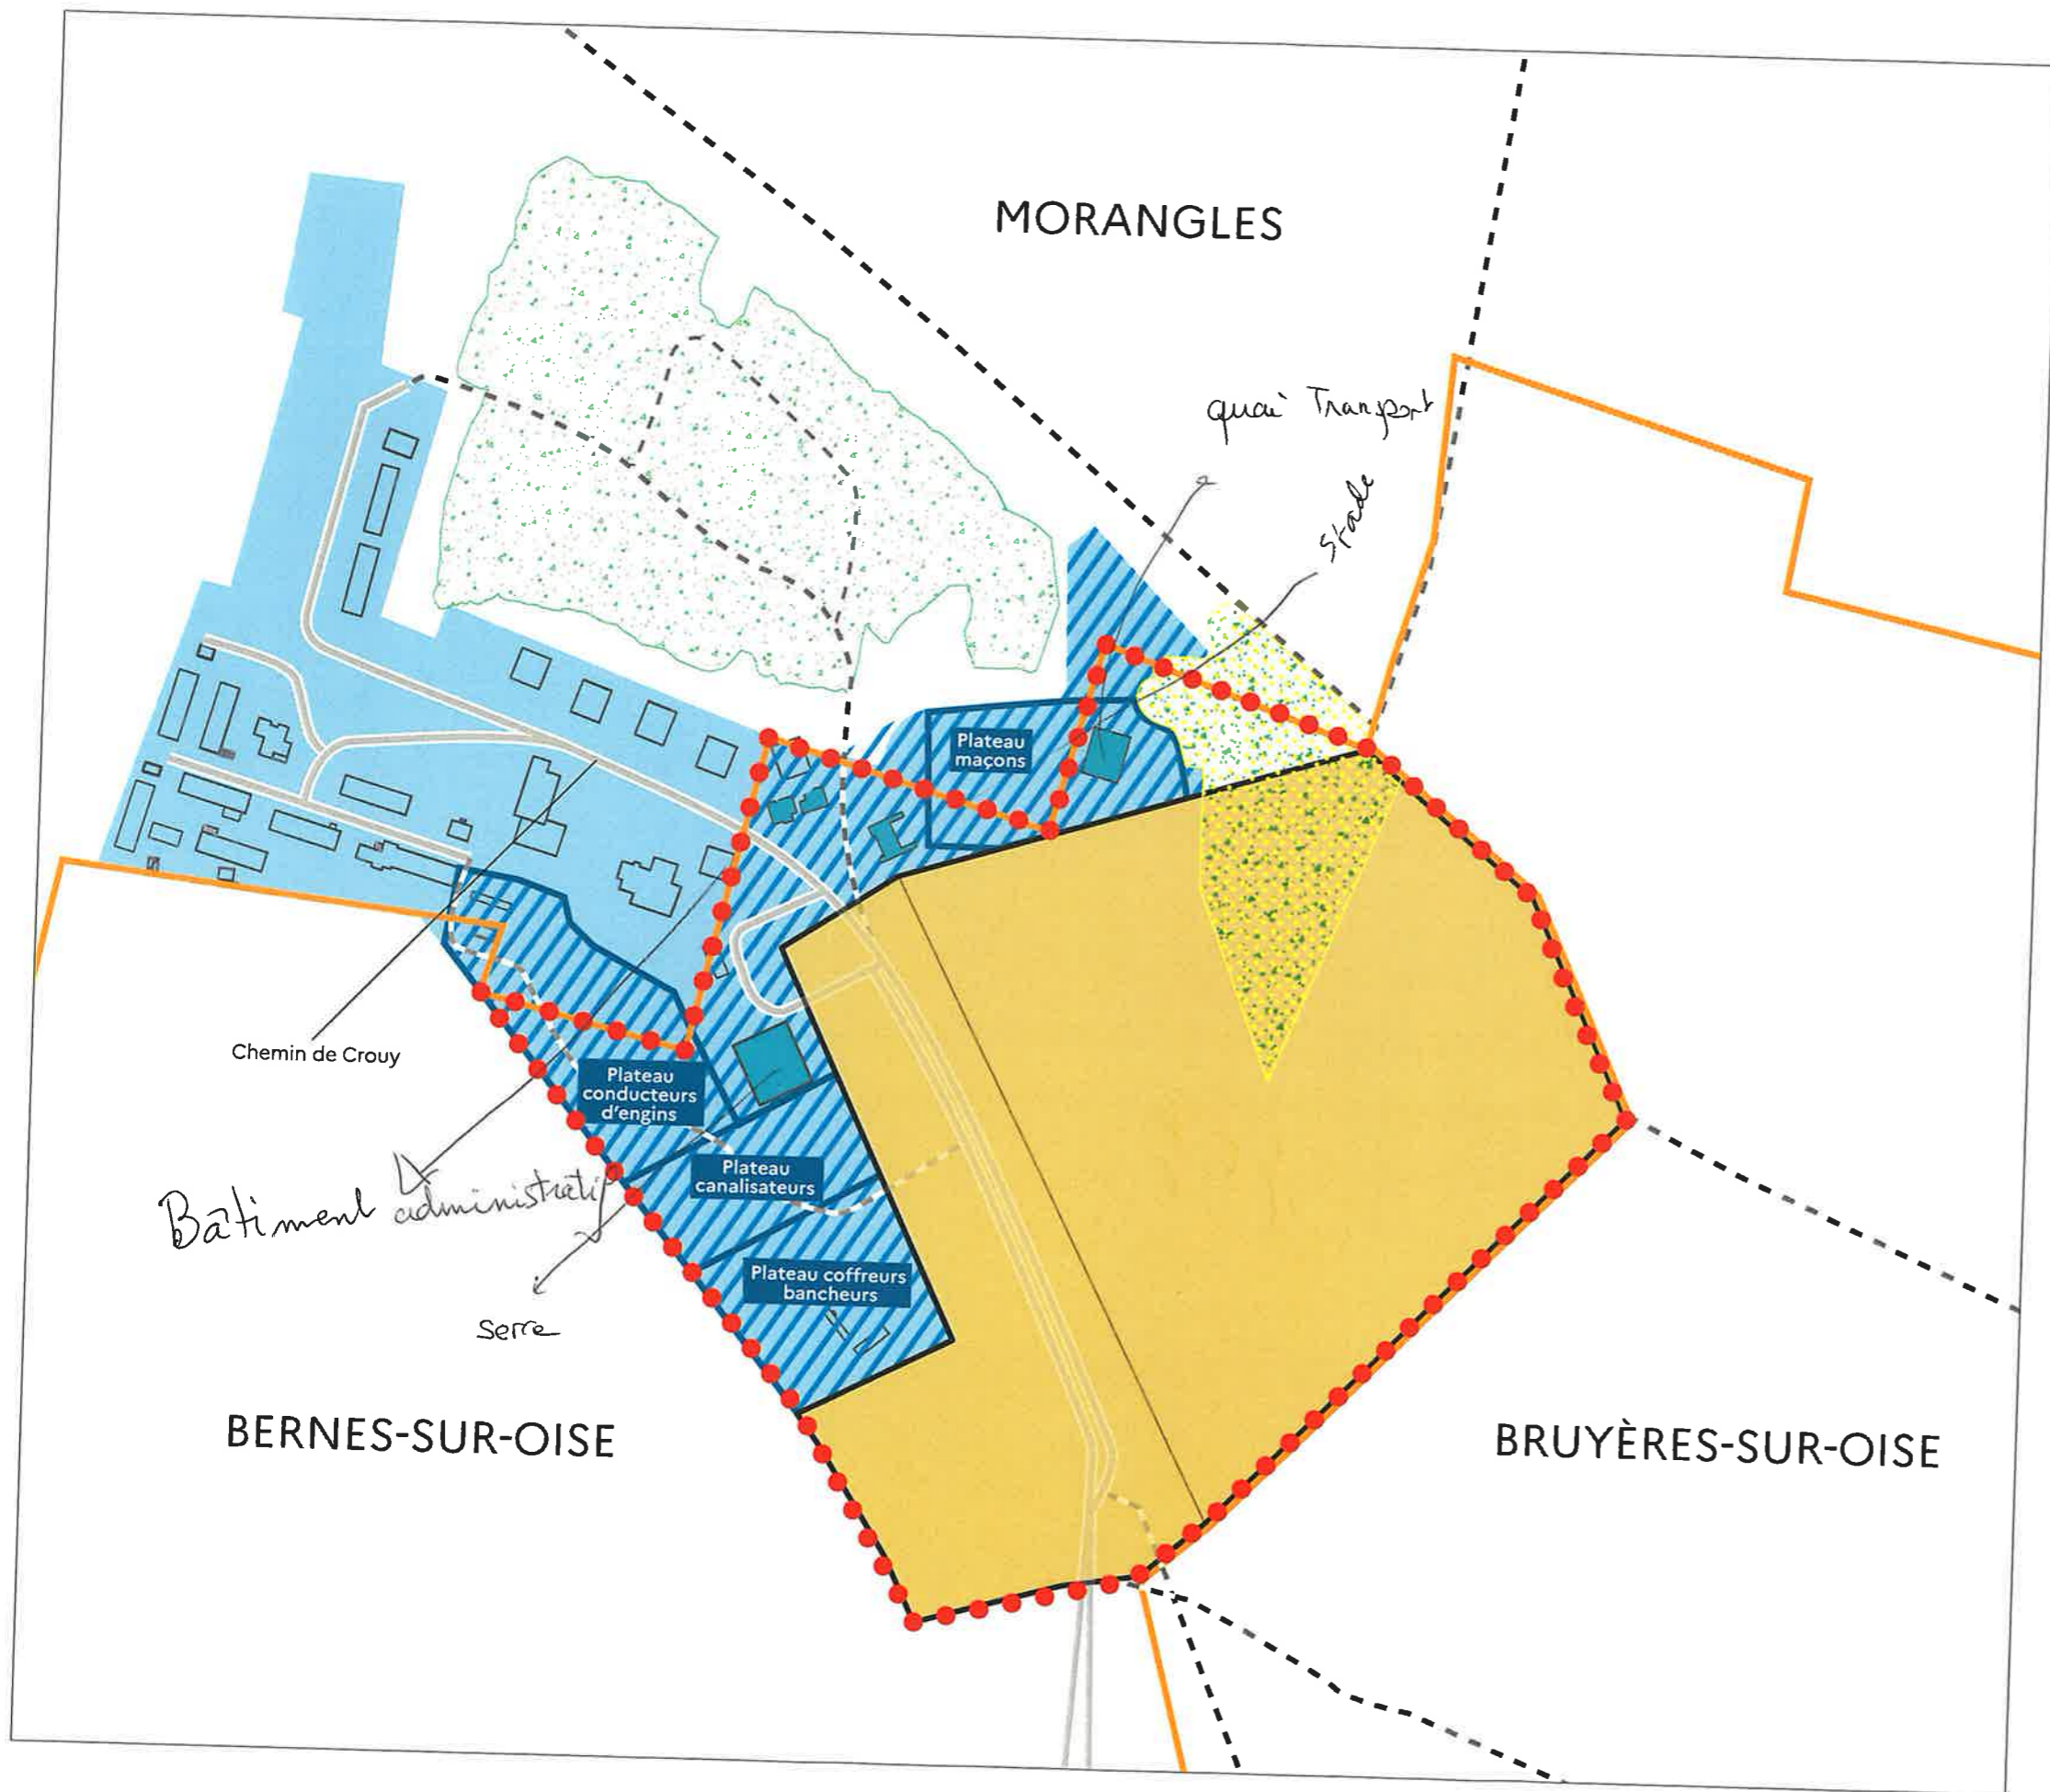 MORANGLES
quai Transport
Stade
Plateau
maçons
Chemin de Crouy
Plateau
conducteurs
d'engins
Plateau
canalisateurs
Bâtiment administratif
Plateau coffreurs
bancheurs
Serre
BERNES-SUR-OISE
BRUYÈRES-SUR-OISE